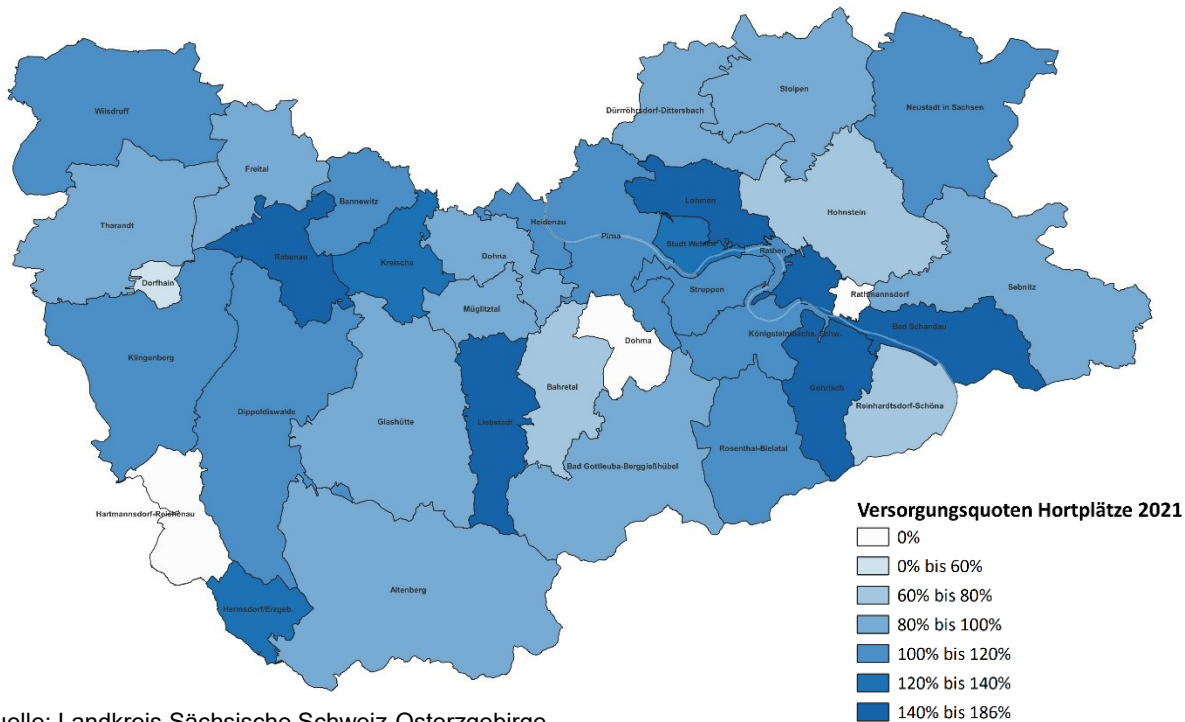 Wilsdruff
Stolpen
Neustadt in Sachsen
Dürrröhrsdorf-Dittersbach
Freital
Bannewitz
Lohmen
Hohnstein
Tharandt
Heidenau
Pirna
Stadt Wehlen
Rathen
Rabenau
Kreischa
Dohna
Dorfhain
Struppen
Rathmannsdorf
Sebnitz
Müglitztal
Bad Schandau
Königstein/Sächs. Schw.
Dohma
Klingenberg
Bahretal
Gohrisch
Dippoldiswalde
Reinhardtsdorf-Schöna
Glashütte
Liebstadt
Rosenthal-Bielatal
Bad Gottleuba-Berggießhübel
Hartmannsdorf-Reichenau
Altenberg
Hermsdorf/Erzgeb.
Versorgungsquoten Hortplätze 2021
0%
0% bis 60%
60% bis 80%
80% bis 100%
100% bis 120%
120% bis 140%
140% bis 186%
uelle: Landkreis Sächsische Schweiz-Osterzgebirge